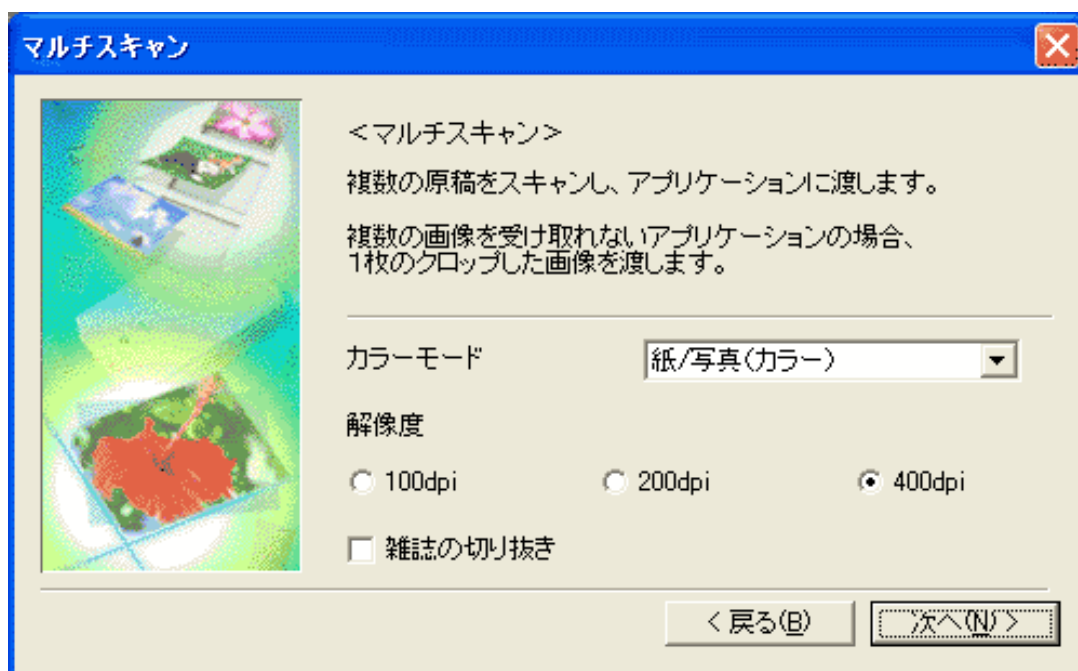 マルチスキャン
<マルチスキャン>
複数の原稿をスキャンし、アプリケーションに渡します。
複数の画像を受け取れないアプリケーションの場合、
1枚のクロップした画像を渡します。
カラーモード 紙/写真(カラー)
解像度
100dpi 200dpi 400dpi
雑誌の切り抜き
< 戻る(B) 次へ(N) >